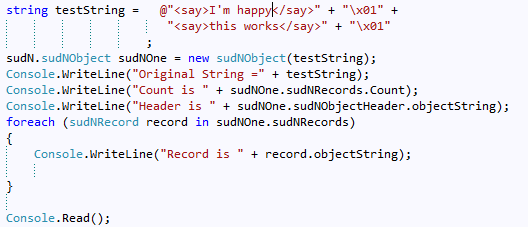 string testString =   @"<say>I'm happy</say>" + "\x01" +
                       "<say>this works</say>" + "\x01"
                    ;
sudN.sudNObject sudNOne = new sudNObject(testString);
Console.WriteLine("Original String =" + testString);
Console.WriteLine("Count is " + sudNOne.sudNRecords.Count);
Console.WriteLine("Header is " + sudNOne.sudNObjectHeader.objectString);
foreach (sudNRecord record in sudNOne.sudNRecords)
{
    Console.WriteLine("Record is " + record.objectString);
}
Console.Read();